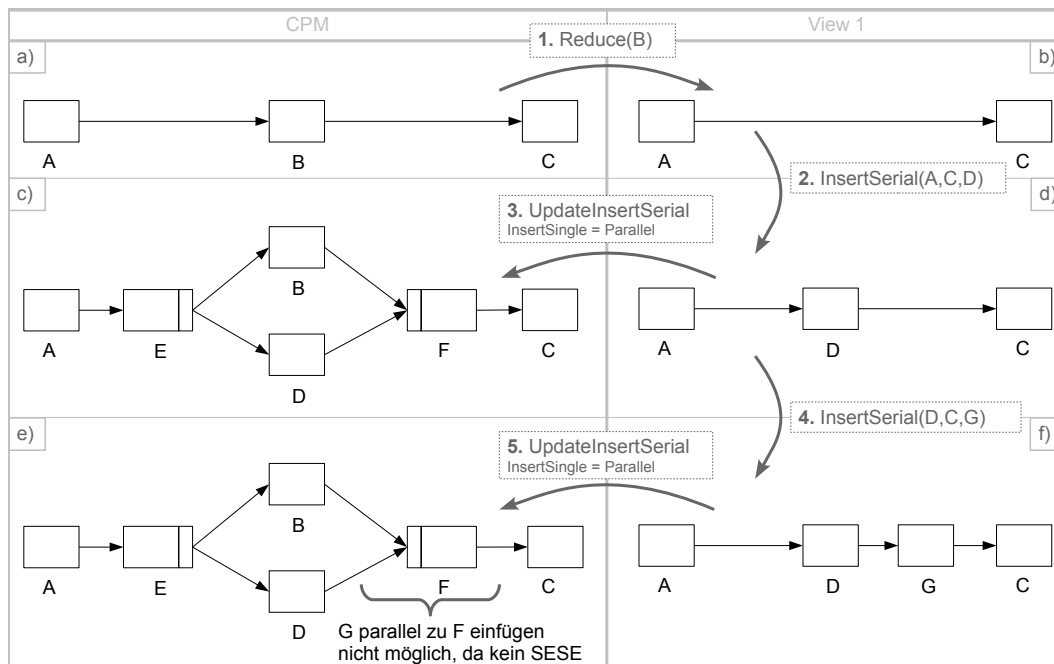 CPM
View 1
1. Reduce(B)
a)
b)
A
B
C
A
C
2. InsertSerial(A,C,D)
c)
d)
3. UpdateInsertSerial
InsertSingle = Parallel
B
A
E
F
C
D
A
D
C
4. InsertSerial(D,C,G)
e)
f)
5. UpdateInsertSerial
InsertSingle = Parallel
B
A
E
F
C
D
A
D
G
C
G parallel zu F einfügen
nicht möglich, da kein SESE